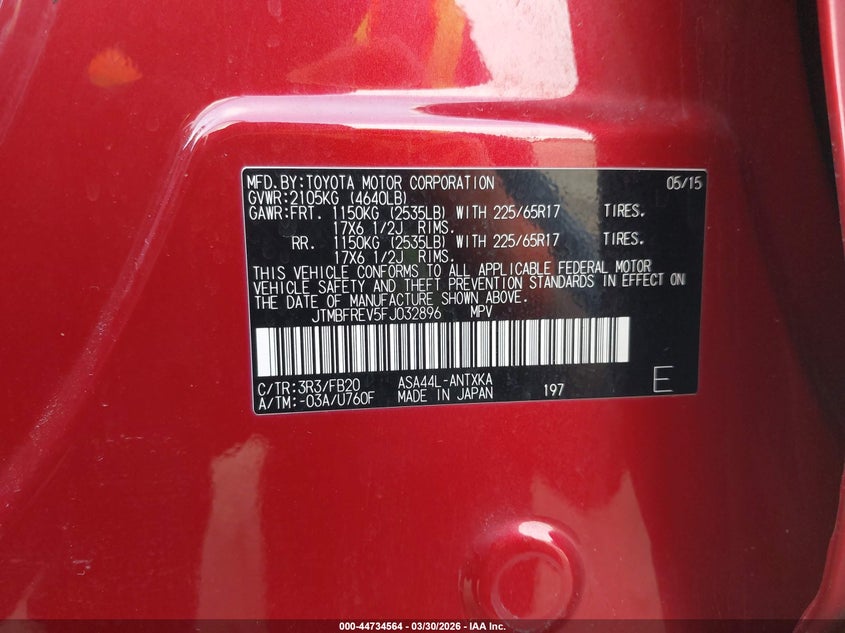 MFD.BY:TOYOTA MOTOR CORPORATION 05/15
GVWR:2105KG (4640LB)
GAWR:FRT. 1150KG (2535LB) WITH 225/65R17 TIRES.
17X6 1/2J RIMS.
RR. 1150KG (2535LB) WITH 225/65R17 TIRES.
17X6 1/2J RIMS.
THIS VEHICLE CONFORMS TO ALL APPLICABLE FEDERAL MOTOR
VEHICLE SAFETY AND THEFT PREVENTION STANDARDS IN EFFECT ON
THE DATE OF MANUFACTURE SHOWN ABOVE.
JTMBFREV5FJ032896 MPV
C/TR:3R3/FB20 ASA44L-ANTXKA
A/TM:-03A/U760F MADE IN JAPAN 197 E
000-44734564 — 03/30/2026 — IAA Inc.